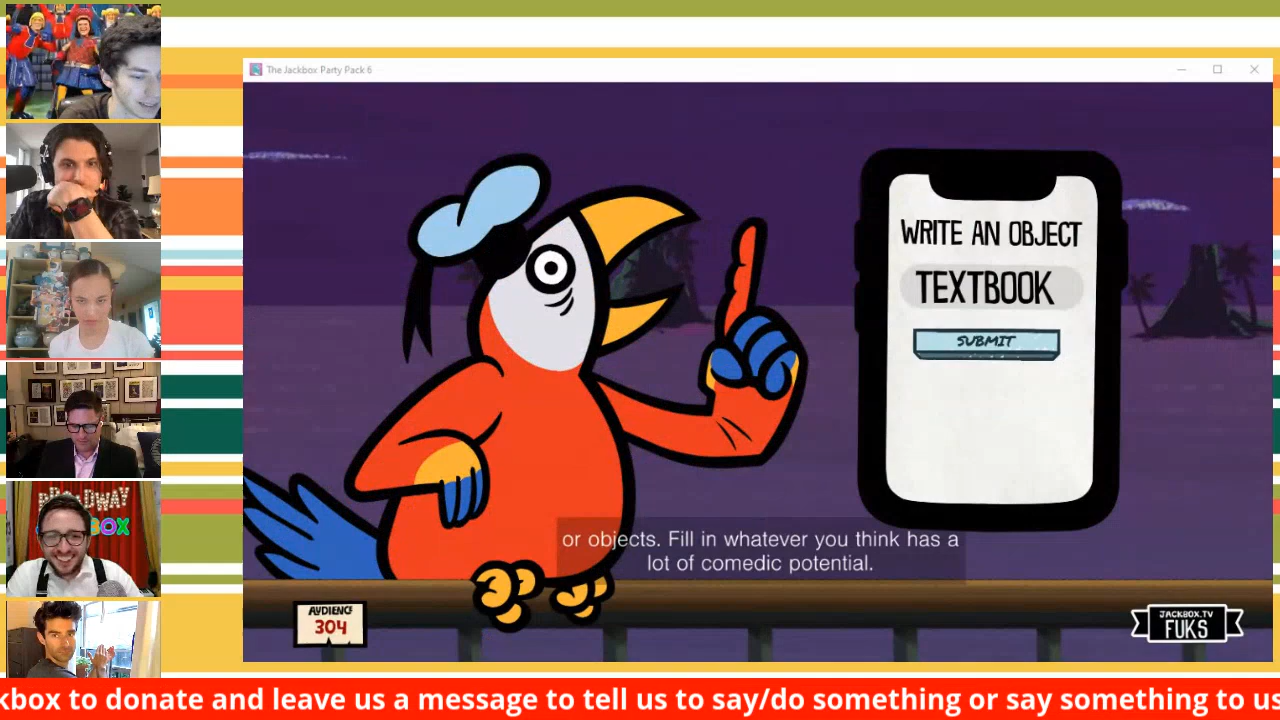 The Jackbox Party Pack 6
WRITE AN OBJECT
TEXTBOOK
SUBMIT
or objects. Fill in whatever you think has a
lot of comedic potential.
AUDIENCE
304
JACKBOX.TV
FUKS
BROADWAY
BOX
kbox to donate and leave us a message to tell us to say/do something or say something to us